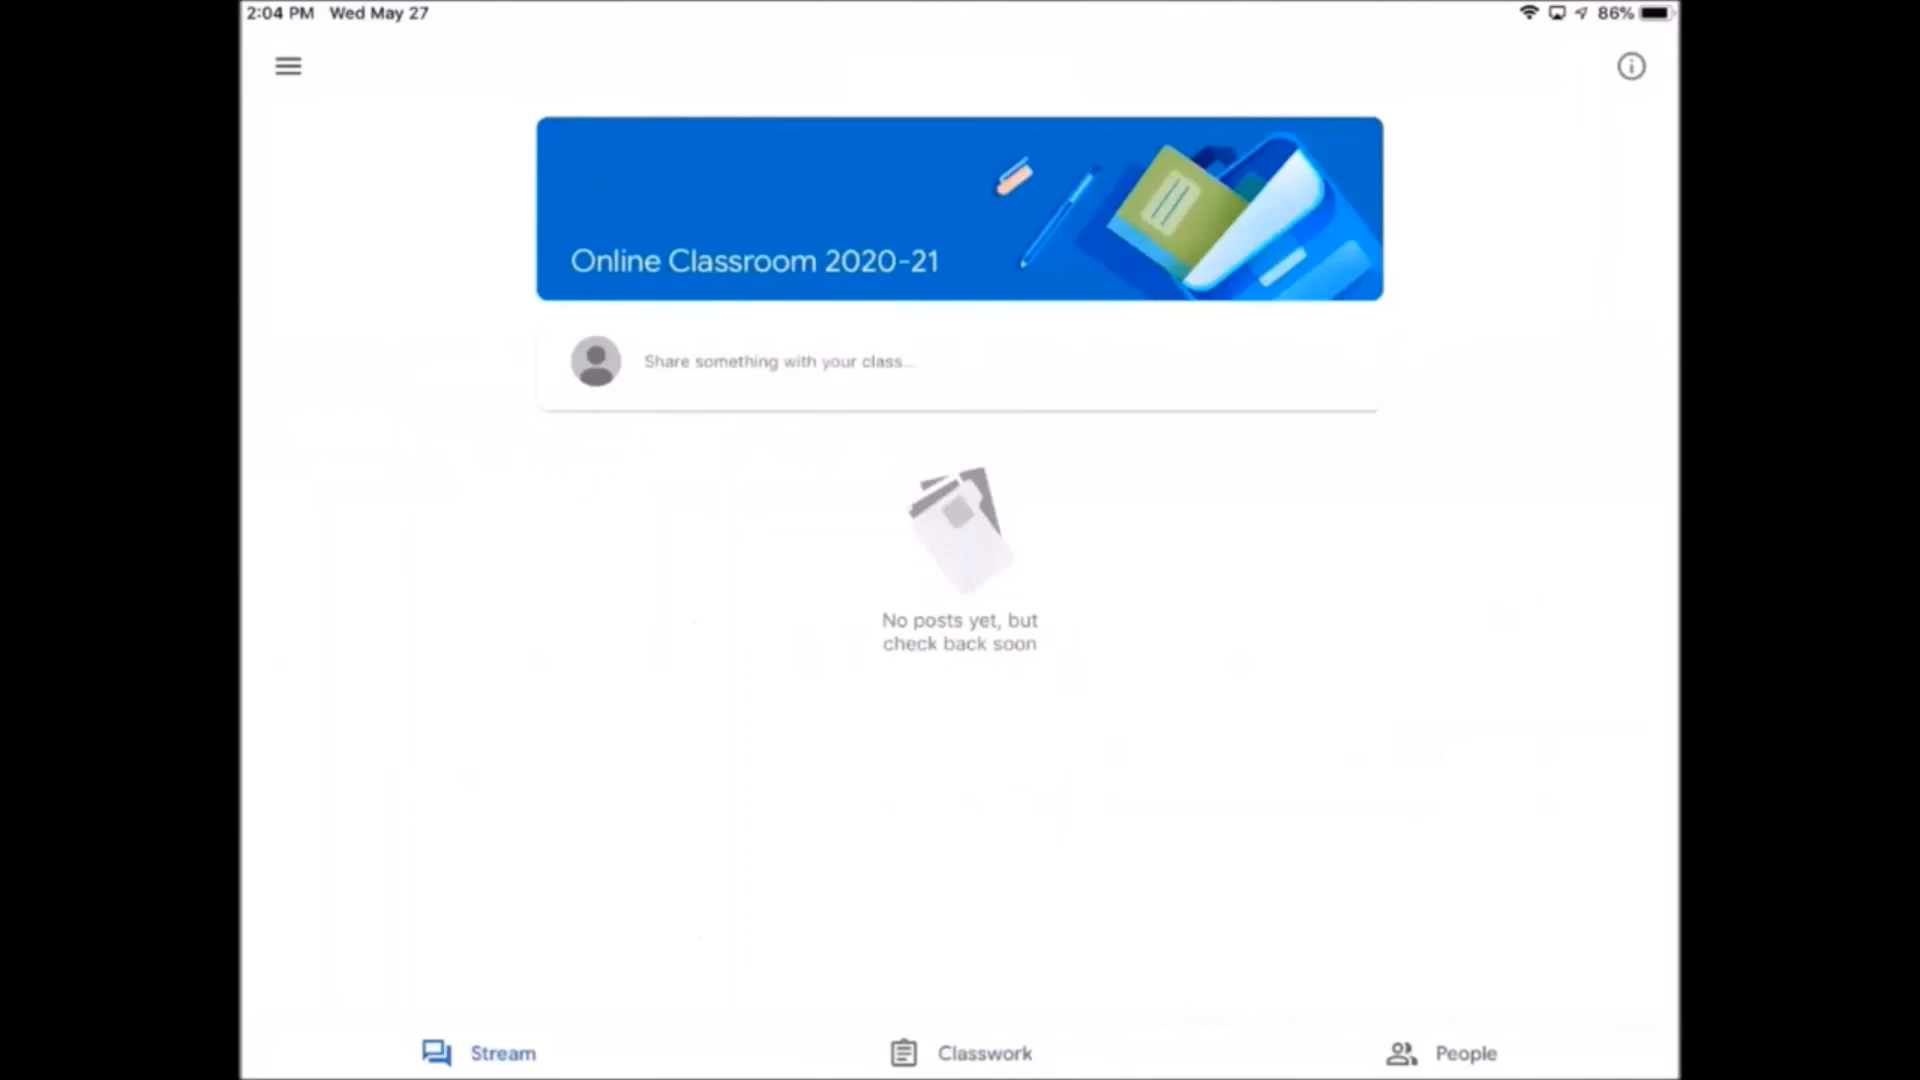 2:04 PM Wed May 27
86%
Online Classroom 2020-21
Share something with your class...
No posts yet, but
check back soon
Stream
Classwork
People